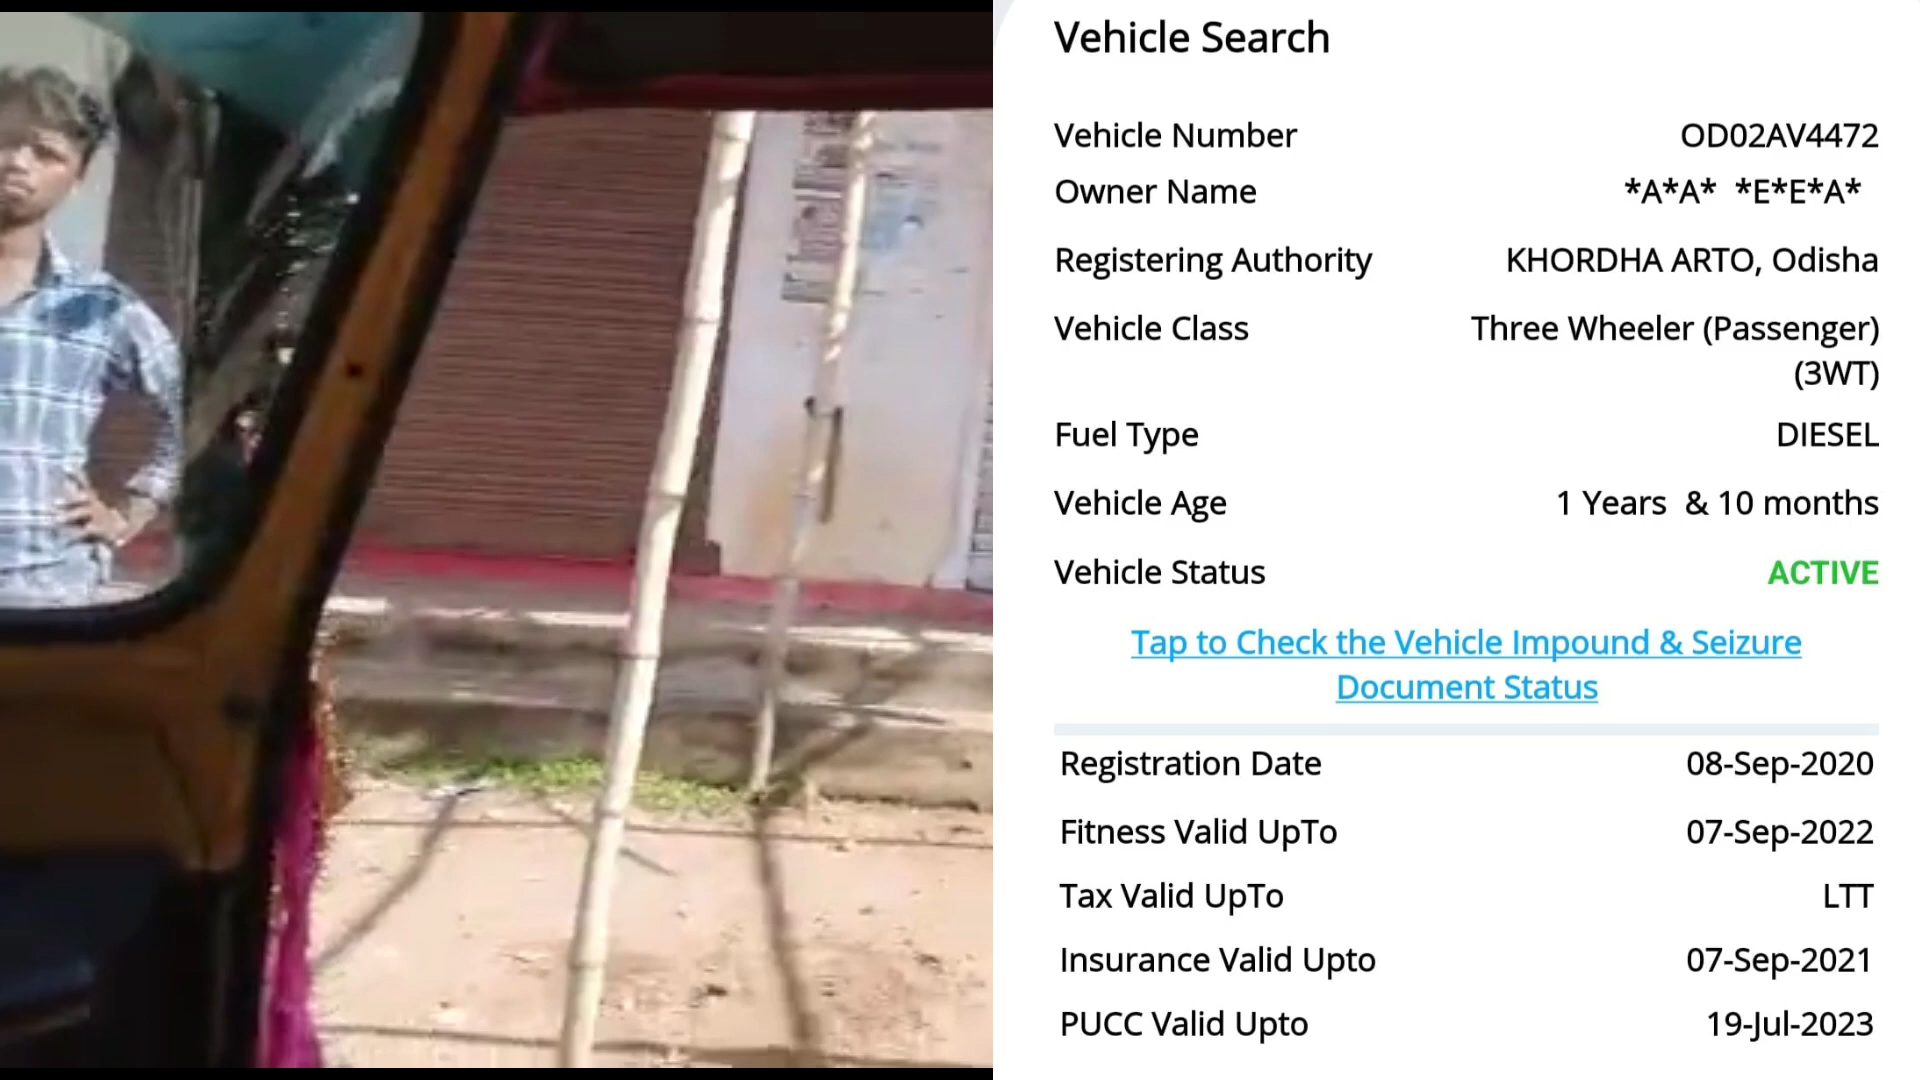 Vehicle Search
Vehicle Number OD02AV4472
Owner Name *A*A* *E*E*A*
Registering Authority KHORDHA ARTO, Odisha
Vehicle Class Three Wheeler (Passenger)
(3WT)
Fuel Type DIESEL
Vehicle Age 1 Years & 10 months
Vehicle Status ACTIVE
Tap to Check the Vehicle Impound & Seizure
Document Status
Registration Date 08-Sep-2020
Fitness Valid UpTo 07-Sep-2022
Tax Valid UpTo LTT
Insurance Valid Upto 07-Sep-2021
PUCC Valid Upto 19-Jul-2023